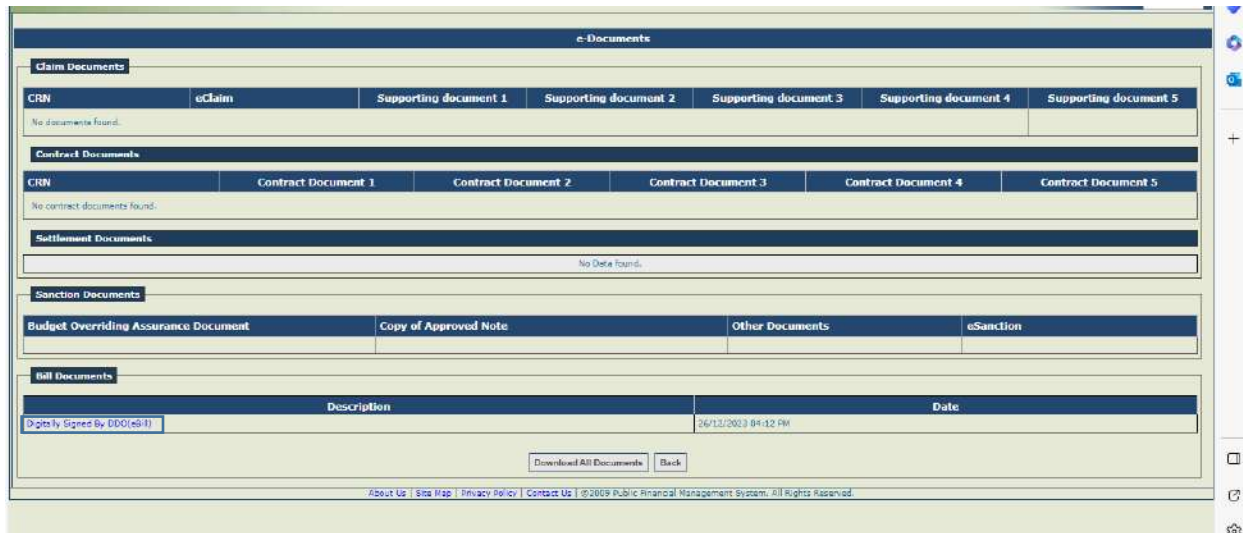 e-Documents
Claim Documents
CRN eClaim Supporting document 1 Supporting document 2 Supporting document 3 Supporting document 4 Supporting document 5
No documents found.
Contract Documents
CRN Contract Document 1 Contract Document 2 Contract Document 3 Contract Document 4 Contract Document 5
No contract documents found.
Settlement Documents
No Data found.
Sanction Documents
Budget Overriding Assurance Document Copy of Approved Note Other Documents eSanction
Bill Documents
Description Date
Digitally Signed By DDO(eBill) 26/12/2023 04:12 PM
Download All Documents Back
About Us | Site Map | Privacy Policy | Contact Us | ©2009 Public Financial Management System. All Rights Reserved.